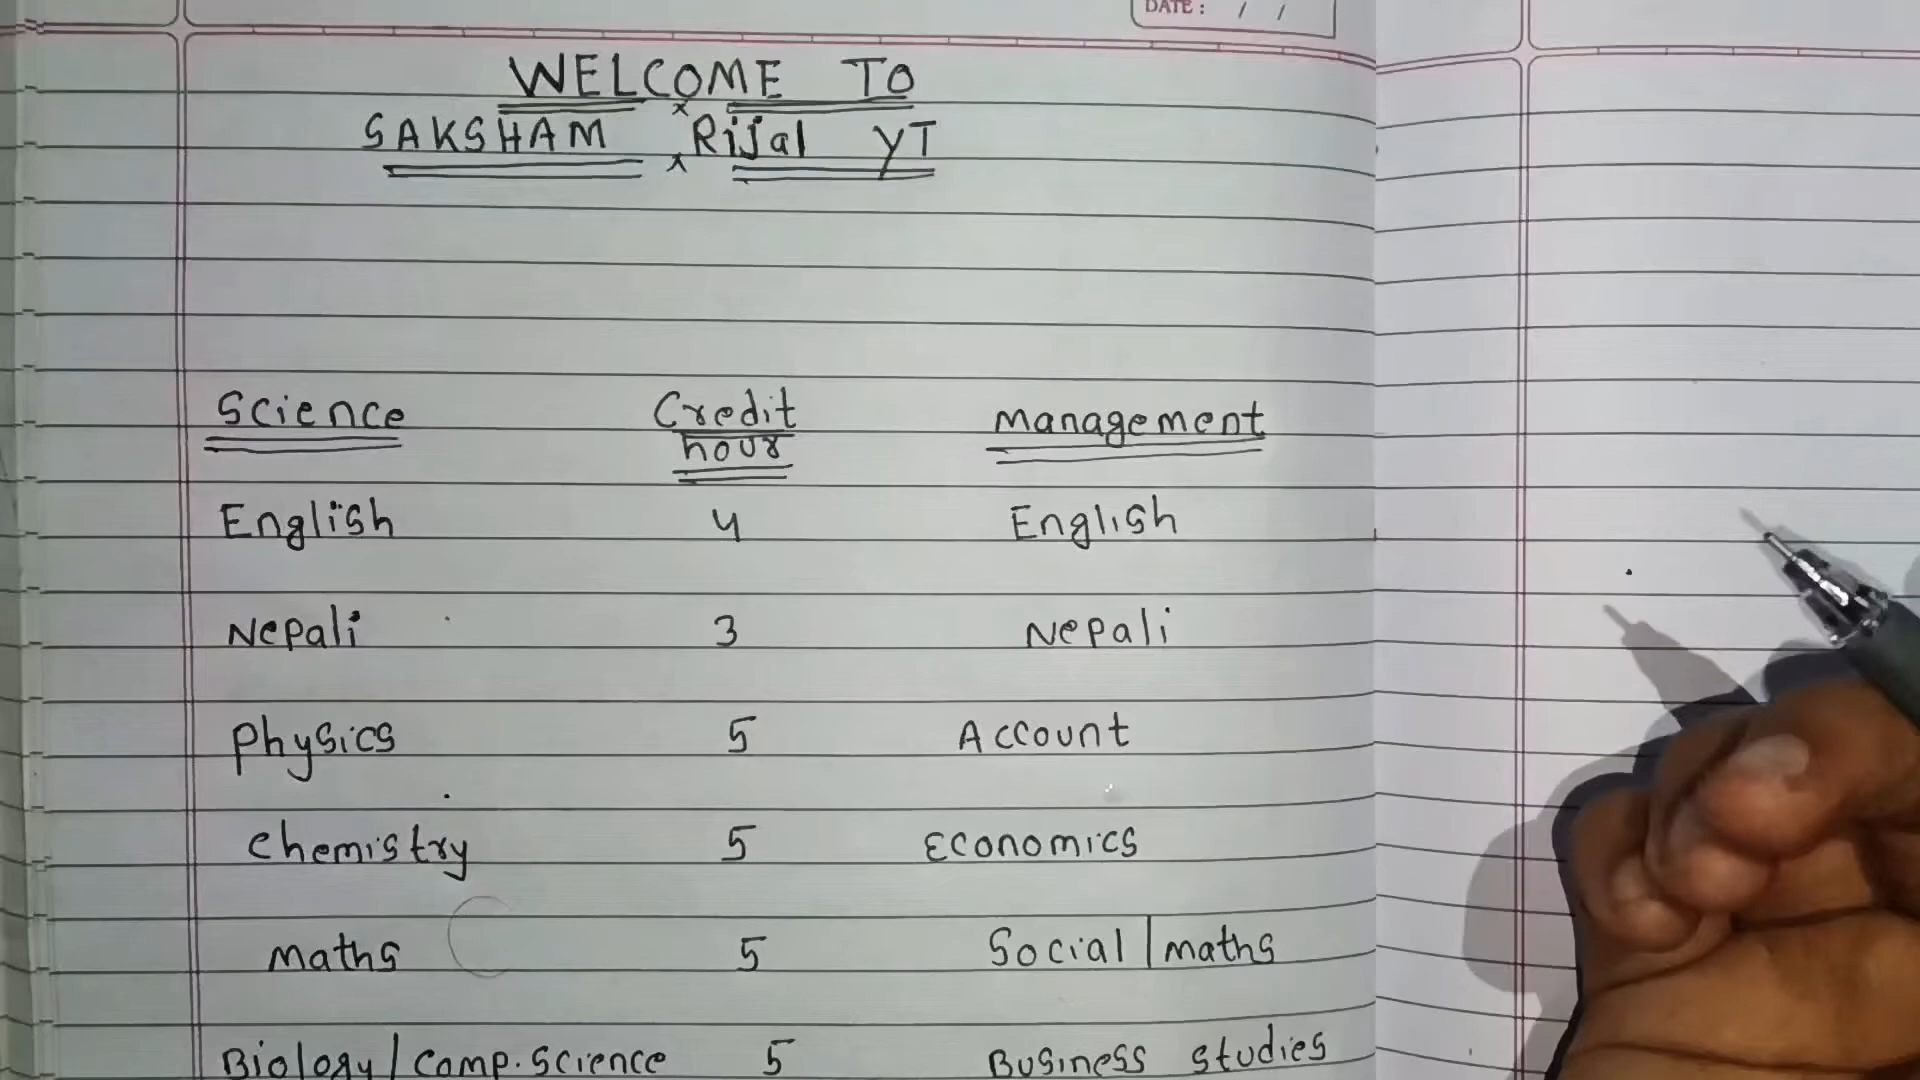 DATE : / /
WELCOME TO
SAKSHAM Rijal YT
Science Credit hour Management
English 4 English
Nepali 3 Nepali
Physics 5 Account
chemistry 5 Economics
maths 5 Social | maths
Biology / comp. science 5 Business studies